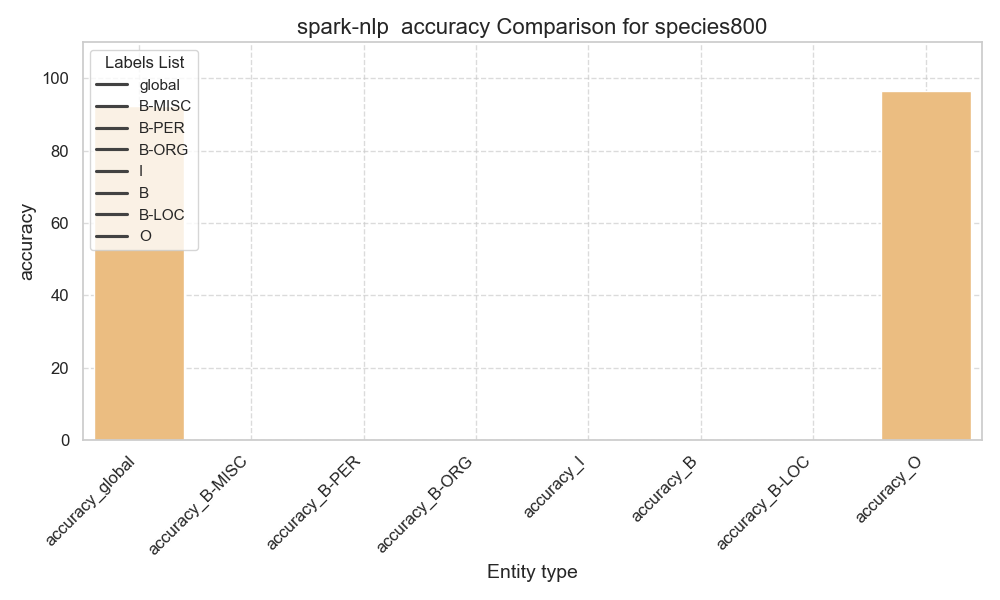 spark-nlp  accuracy Comparison for species800
Labels List
global
B-MISC
B-PER
B-ORG
I
B
B-LOC
O
accuracy
100
80
60
40
20
0
accuracy_global
accuracy_B-MISC
accuracy_B-PER
accuracy_B-ORG
accuracy_I
accuracy_B
accuracy_B-LOC
accuracy_O
Entity type